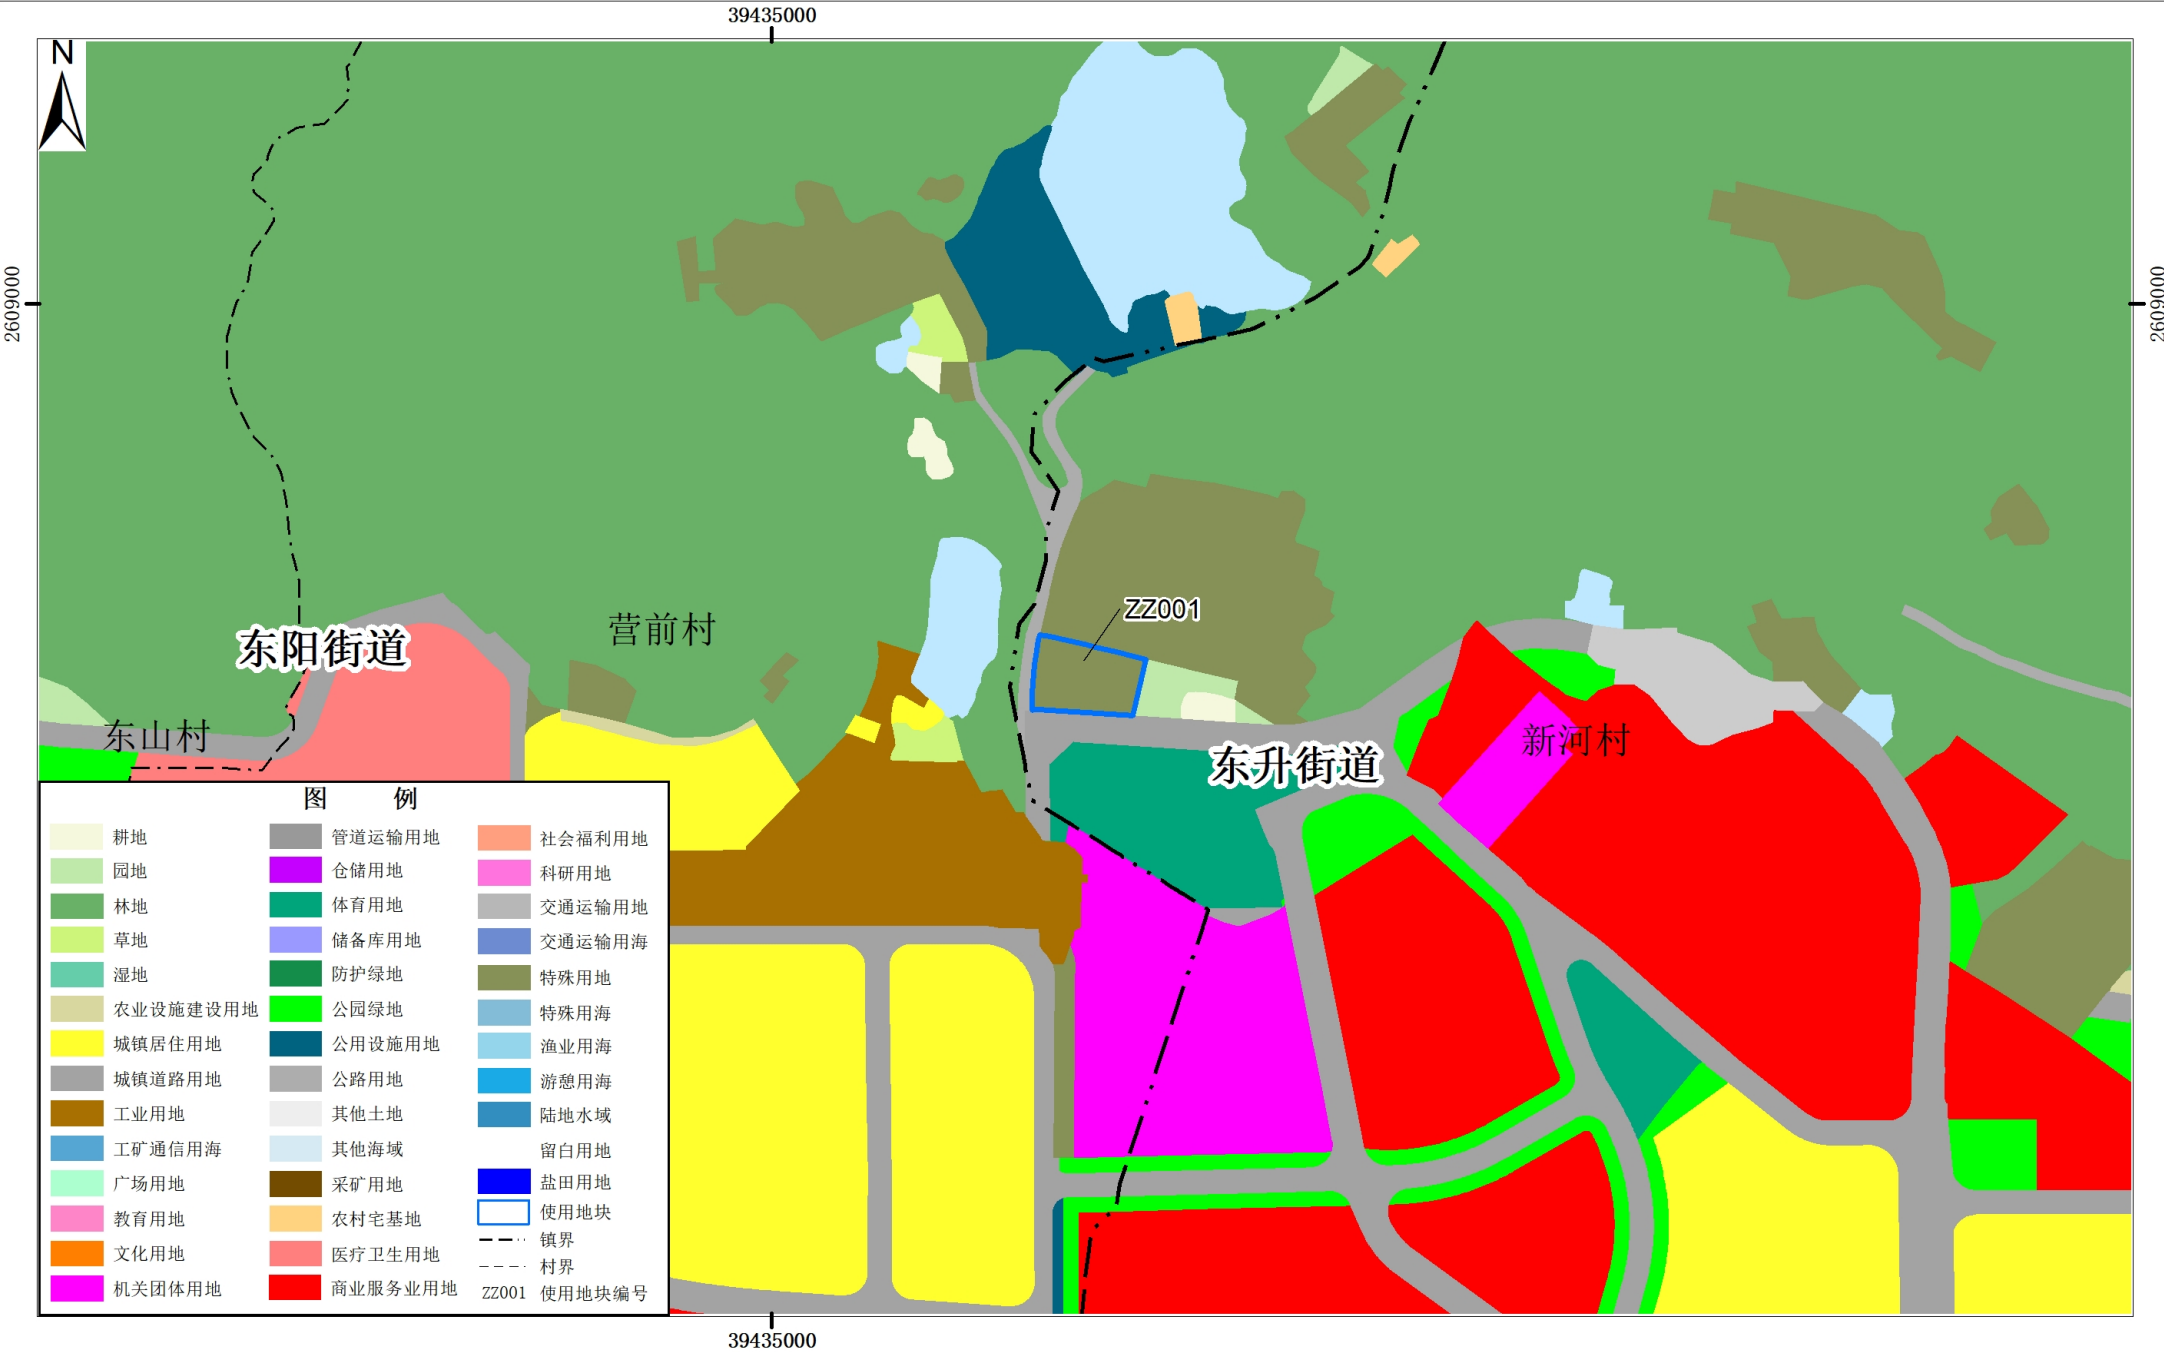 39435000
N
2609000
2609000
ZZ001
营前村
东阳街道
东山村
东升街道
新河村
图 例
耕地
园地
林地
草地
湿地
农业设施建设用地
城镇居住用地
城镇道路用地
工业用地
工矿通信用海
广场用地
教育用地
文化用地
机关团体用地
管道运输用地
仓储用地
体育用地
储备库用地
防护绿地
公园绿地
公用设施用地
公路用地
其他土地
其他海域
采矿用地
农村宅基地
医疗卫生用地
商业服务业用地
社会福利用地
科研用地
交通运输用地
交通运输用海
特殊用地
特殊用海
渔业用海
游憩用海
陆地水域
留白用地
盐田用地
使用地块
镇界
村界
ZZ001 使用地块编号
39435000